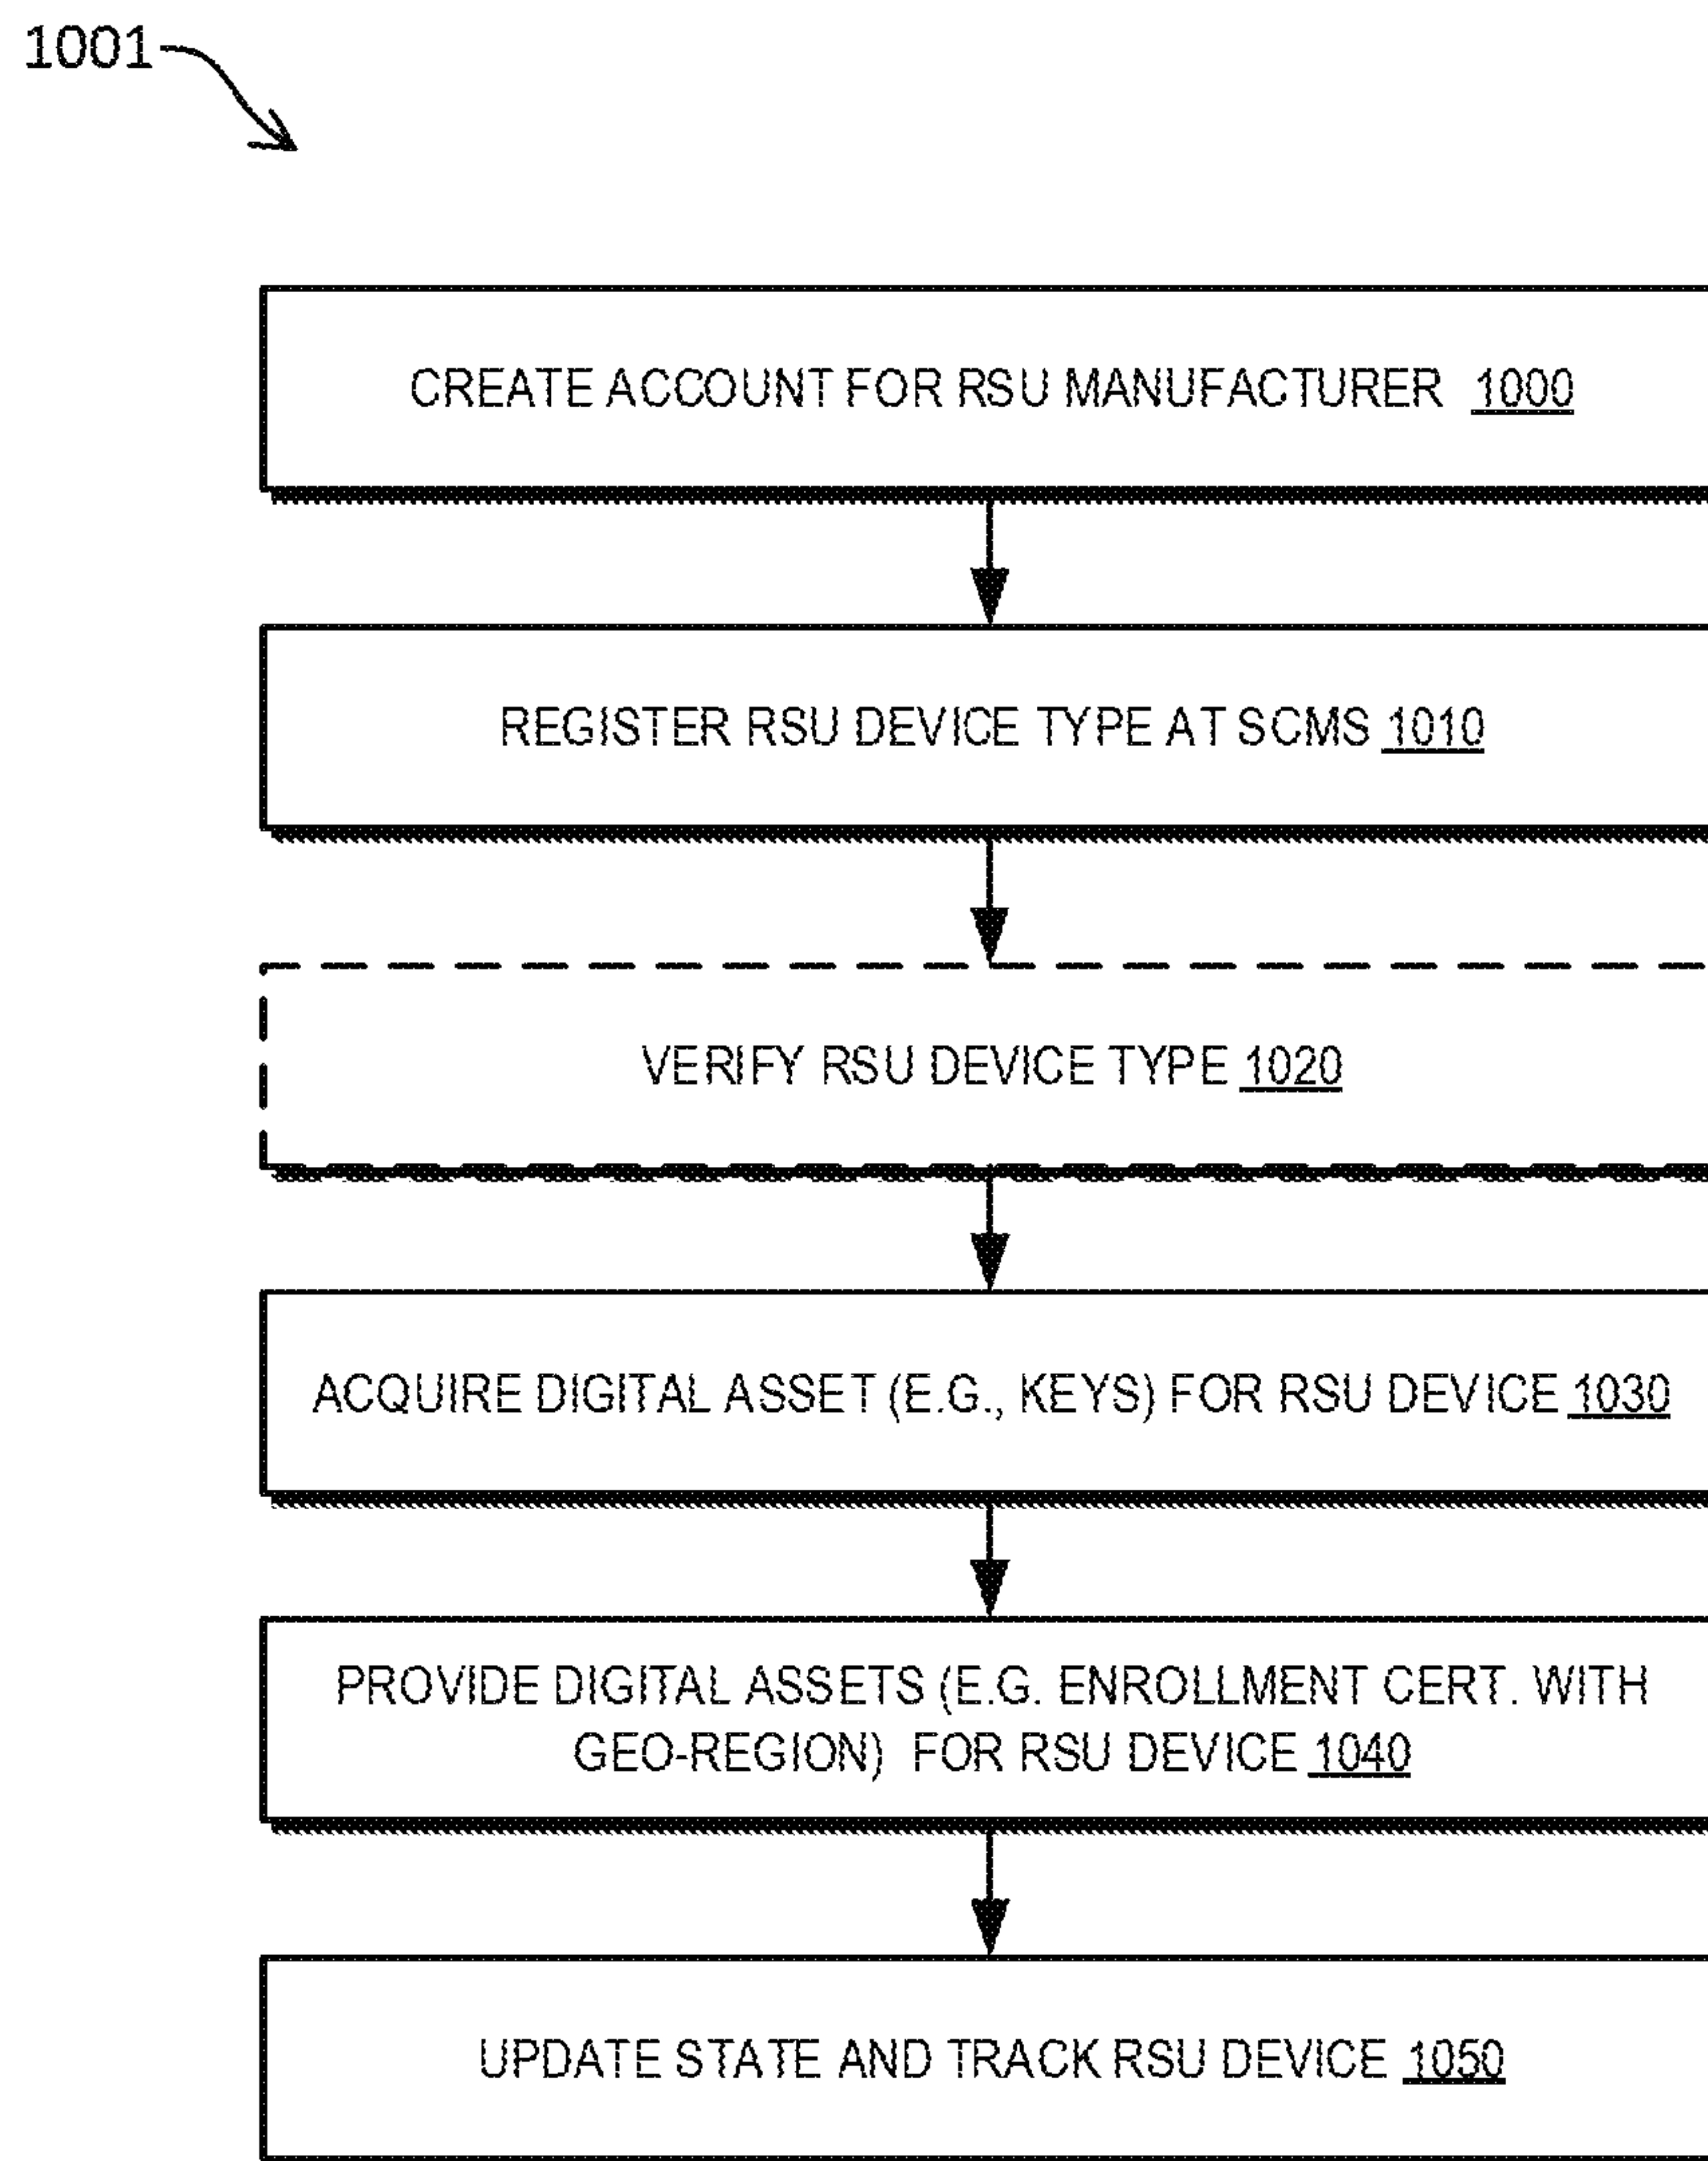 1001
CREATE ACCOUNT FOR RSU MANUFACTURER 1000
REGISTER RSU DEVICE TYPE AT SCMS 1010
VERIFY RSU DEVICE TYPE 1020
ACQUIRE DIGITAL ASSET (E.G., KEYS) FOR RSU DEVICE 1030
PROVIDE DIGITAL ASSETS (E.G. ENROLLMENT CERT. WITH
GEO-REGION) FOR RSU DEVICE 1040
UPDATE STATE AND TRACK RSU DEVICE 1050